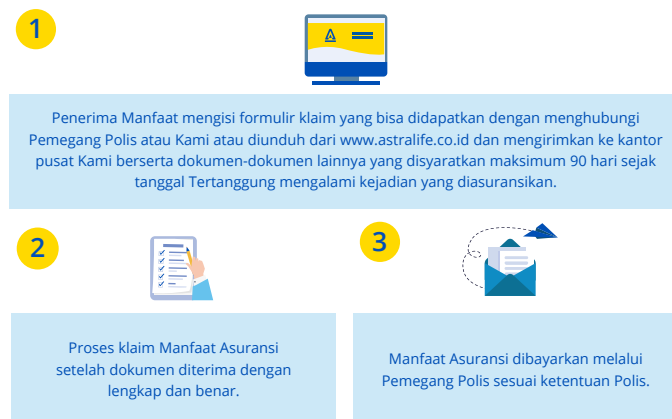 1
Penerima Manfaat mengisi formulir klaim yang bisa didapatkan dengan menghubungi
Pemegang Polis atau Kami atau diunduh dari www.astralife.co.id dan mengirimkan ke kantor
pusat Kami berserta dokumen-dokumen lainnya yang disyaratkan maksimum 90 hari sejak
tanggal Tertanggung mengalami kejadian yang diasuransikan.
2
Proses klaim Manfaat Asuransi
setelah dokumen diterima dengan
lengkap dan benar.
3
Manfaat Asuransi dibayarkan melalui
Pemegang Polis sesuai ketentuan Polis.